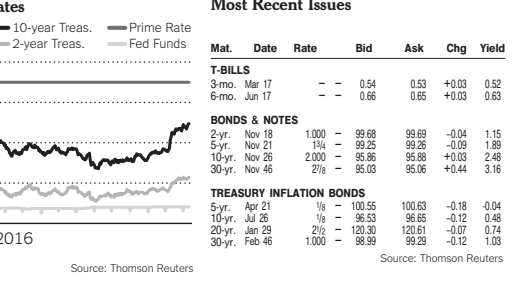 ates
10-year Treas. Prime Rate
2-year Treas. Fed Funds
2016
Source: Thomson Reuters
Most Recent Issues
Mat. Date Rate Bid Ask Chg Yield
T-BILLS
3-mo. Mar 17 – – 0.54 0.53 +0.03 0.52
6-mo. Jun 17 – – 0.66 0.65 +0.03 0.63
BONDS & NOTES
2-yr. Nov 18 1.000 – 99.68 99.69 -0.04 1.15
5-yr. Nov 21 1¾ – 99.25 99.26 -0.09 1.89
10-yr. Nov 26 2.000 – 95.86 95.88 +0.03 2.48
30-yr. Nov 46 2⅞ – 95.03 95.06 +0.44 3.16
TREASURY INFLATION BONDS
5-yr. Apr 21 ⅛ – 100.55 100.63 -0.18 -0.04
10-yr. Jul 26 ⅛ – 96.53 96.65 -0.12 0.48
20-yr. Jan 29 2½ – 120.30 120.61 -0.07 0.74
30-yr. Feb 46 1.000 – 98.99 99.29 -0.12 1.03
Source: Thomson Reuters